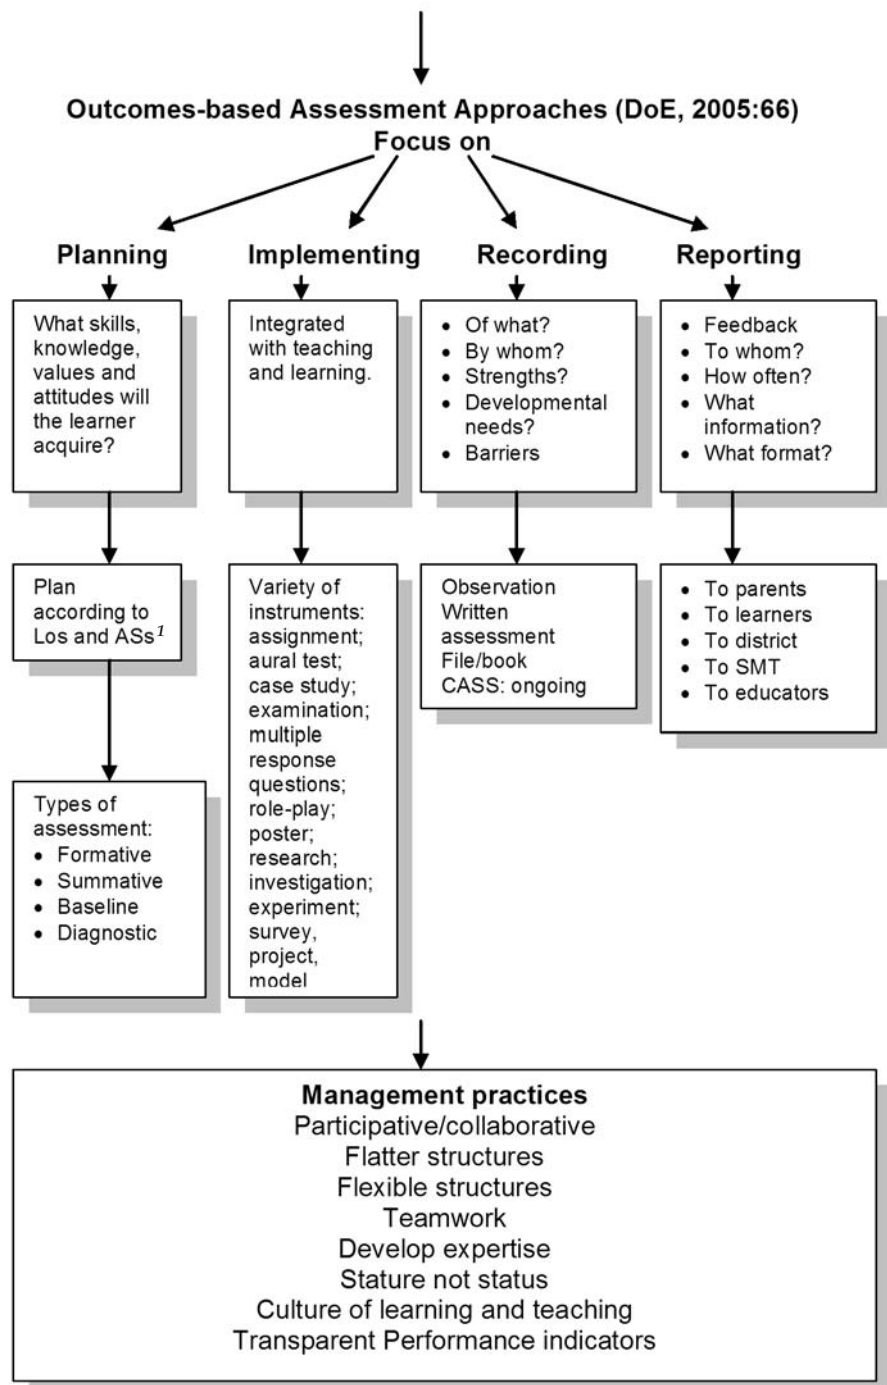 Outcomes-based Assessment Approaches (DoE, 2005:66)
Focus on
Planning
Implementing
Recording
Reporting
What skills,
knowledge,
values and
attitudes will
the learner
acquire?
Integrated
with teaching
and learning.
• Of what?
• By whom?
• Strengths?
• Developmental
needs?
• Barriers
• Feedback
• To whom?
• How often?
• What
information?
• What format?
Plan
according to
Los and ASs1
Variety of
instruments:
assignment;
aural test;
case study;
examination;
multiple
response
questions;
role-play;
poster;
research;
investigation;
experiment;
survey,
project,
model
Observation
Written
assessment
File/book
CASS: ongoing
• To parents
• To learners
• To district
• To SMT
• To educators
Types of
assessment:
• Formative
• Summative
• Baseline
• Diagnostic
Management practices
Participative/collaborative
Flatter structures
Flexible structures
Teamwork
Develop expertise
Stature not status
Culture of learning and teaching
Transparent Performance indicators